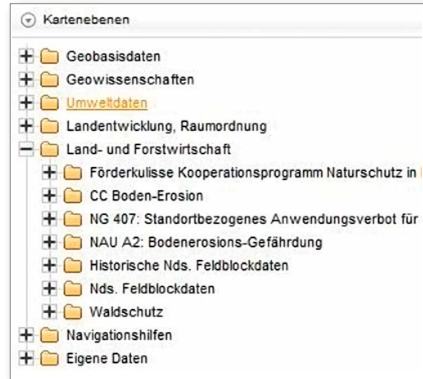 Kartenebenen
Geobasisdaten
Geowissenschaften
Umweltdaten
Landentwicklung, Raumordnung
Land- und Forstwirtschaft
Förderkulisse Kooperationsprogramm Naturschutz in
CC Boden-Erosion
NG 407: Standortbezogenes Anwendungsverbot für
NAU A2: Bodenerosions-Gefährdung
Historische Nds. Feldblockdaten
Nds. Feldblockdaten
Waldschutz
Navigationshilfen
Eigene Daten